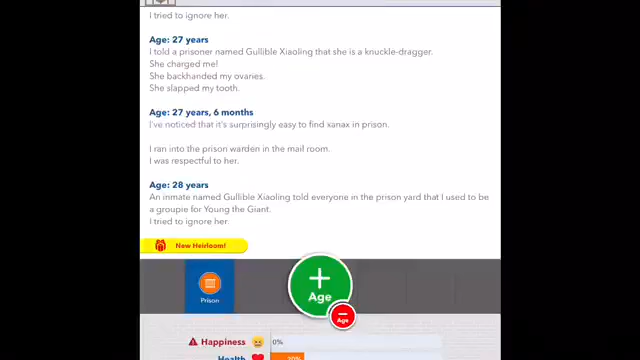 I tried to ignore her.
Age: 27 years
I told a prisoner named Gullible Xiaoling that she is a knuckle-dragger.
She charged me!
She backhanded my ovaries.
She slapped my tooth.
Age: 27 years, 6 months
I've noticed that it's surprisingly easy to find xanax in prison.
I ran into the prison warden in the mail room.
I was respectful to her.
Age: 28 years
An inmate named Gullible Xiaoling told everyone in the prison yard that I used to be
a groupie for Young the Giant.
I tried to ignore her.
New Heirloom!
Prison
Age
Age
Happiness 0%
Health 20%